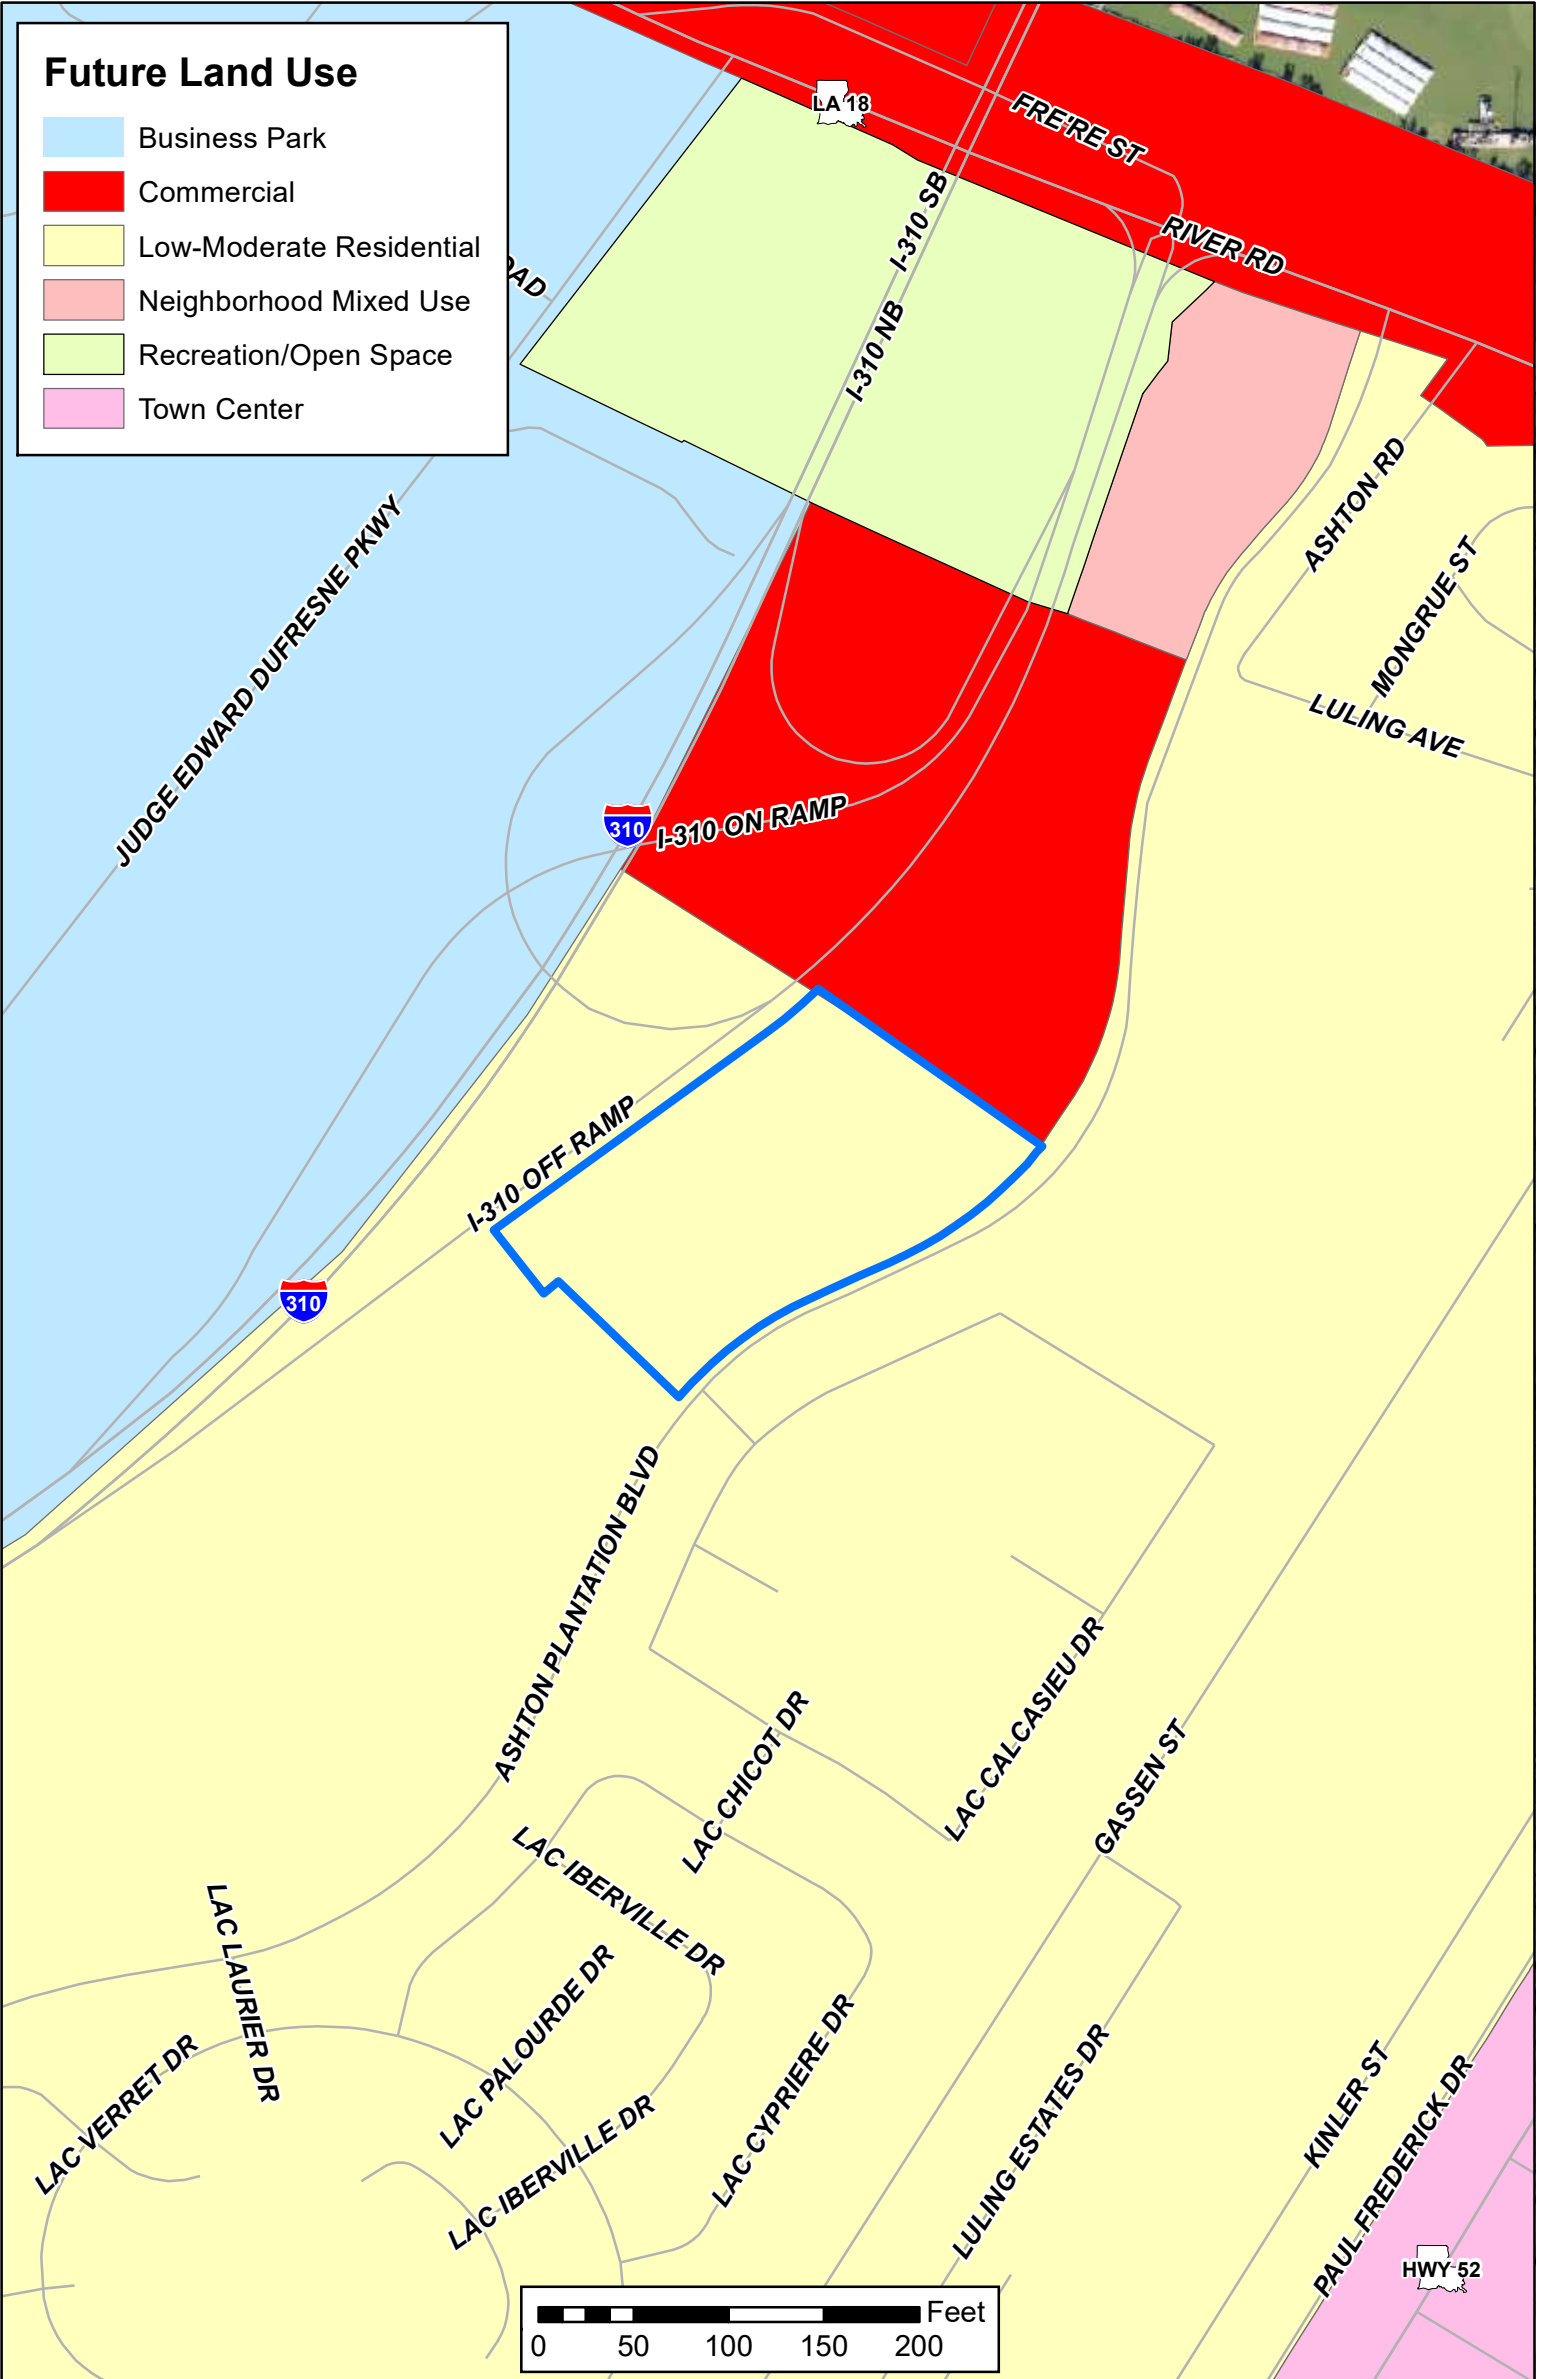 Future Land Use
Business Park
Commercial
Low-Moderate Residential
Neighborhood Mixed Use
Recreation/Open Space
Town Center
LA 18
FRE'RE ST
I-310 SB
RIVER RD
OAD
I-310 NB
ASHTON RD
JUDGE EDWARD DUFRESNE PKWY
MONGRUE ST
LULING AVE
310
I-310 ON RAMP
I-310 OFF RAMP
310
ASHTON PLANTATION BLVD
LAC CHICOT DR
LAC CALCASIEU DR
GASSEN ST
LAC IBERVILLE DR
LAC LAURIER DR
LAC PALOURDE DR
LAC CYPRIERE DR
LAC VERRET DR
LAC IBERVILLE DR
LULING ESTATES DR
KINLER ST
PAUL FREDERICK DR
HWY 52
Feet
0 50 100 150 200